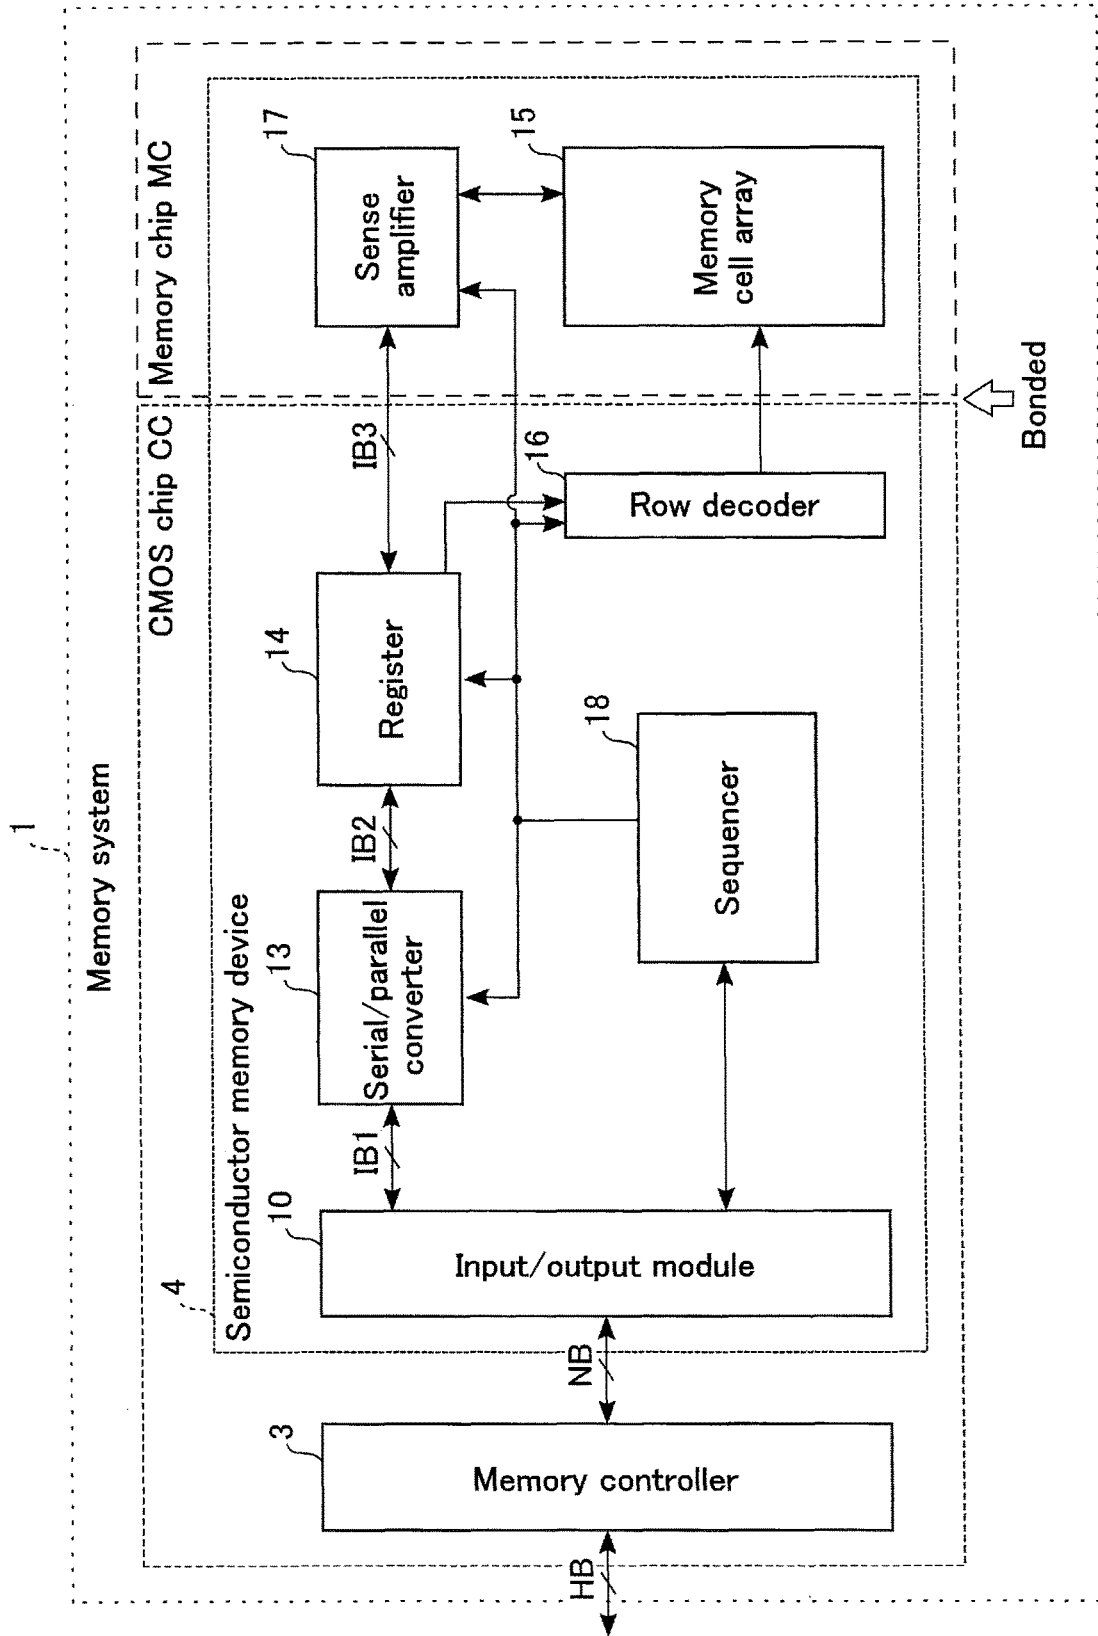 1
Memory system
CMOS chip CC
Memory chip MC
4
Semiconductor memory device
HB
3
Memory controller
NB
10
Input/output module
IB1
13
Serial/parallel
converter
IB2
14
Register
IB3
17
Sense
amplifier
18
Sequencer
16
Row decoder
15
Memory
cell array
Bonded